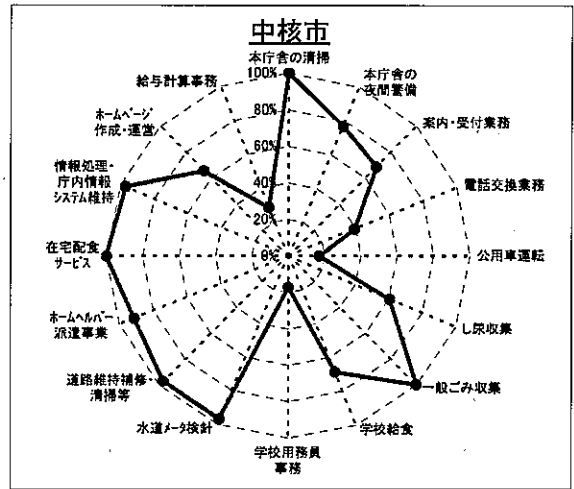 中核市
本庁舎の清掃
本庁舎の
夜間警備
案内・受付業務
電話交換業務
公用車運転
し尿収集
一般ごみ収集
学校給食
学校用務員
事務
水道メータ検針
道路維持補修
清掃等
ホームヘルパー
派遣事業
在宅配食
サービス
情報処理・
庁内情報
システム維持
ホームページ
作成・運営
給与計算事務
100%
80%
60%
40%
20%
0%